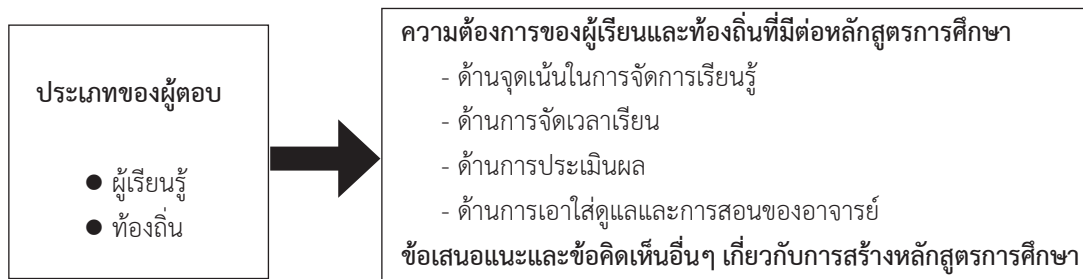 ประเภทของผู้ตอบ
● ผู้เรียนรู้
● ท้องถิ่น
ความต้องการของผู้เรียนและท้องถิ่นที่มีต่อหลักสูตรการศึกษา
- ด้านจุดเน้นในการจัดการเรียนรู้
- ด้านการจัดเวลาเรียน
- ด้านการประเมินผล
- ด้านการเอาใส่ดูแลและการสอนของอาจารย์
ข้อเสนอแนะและข้อคิดเห็นอื่นๆ เกี่ยวกับการสร้างหลักสูตรการศึกษา